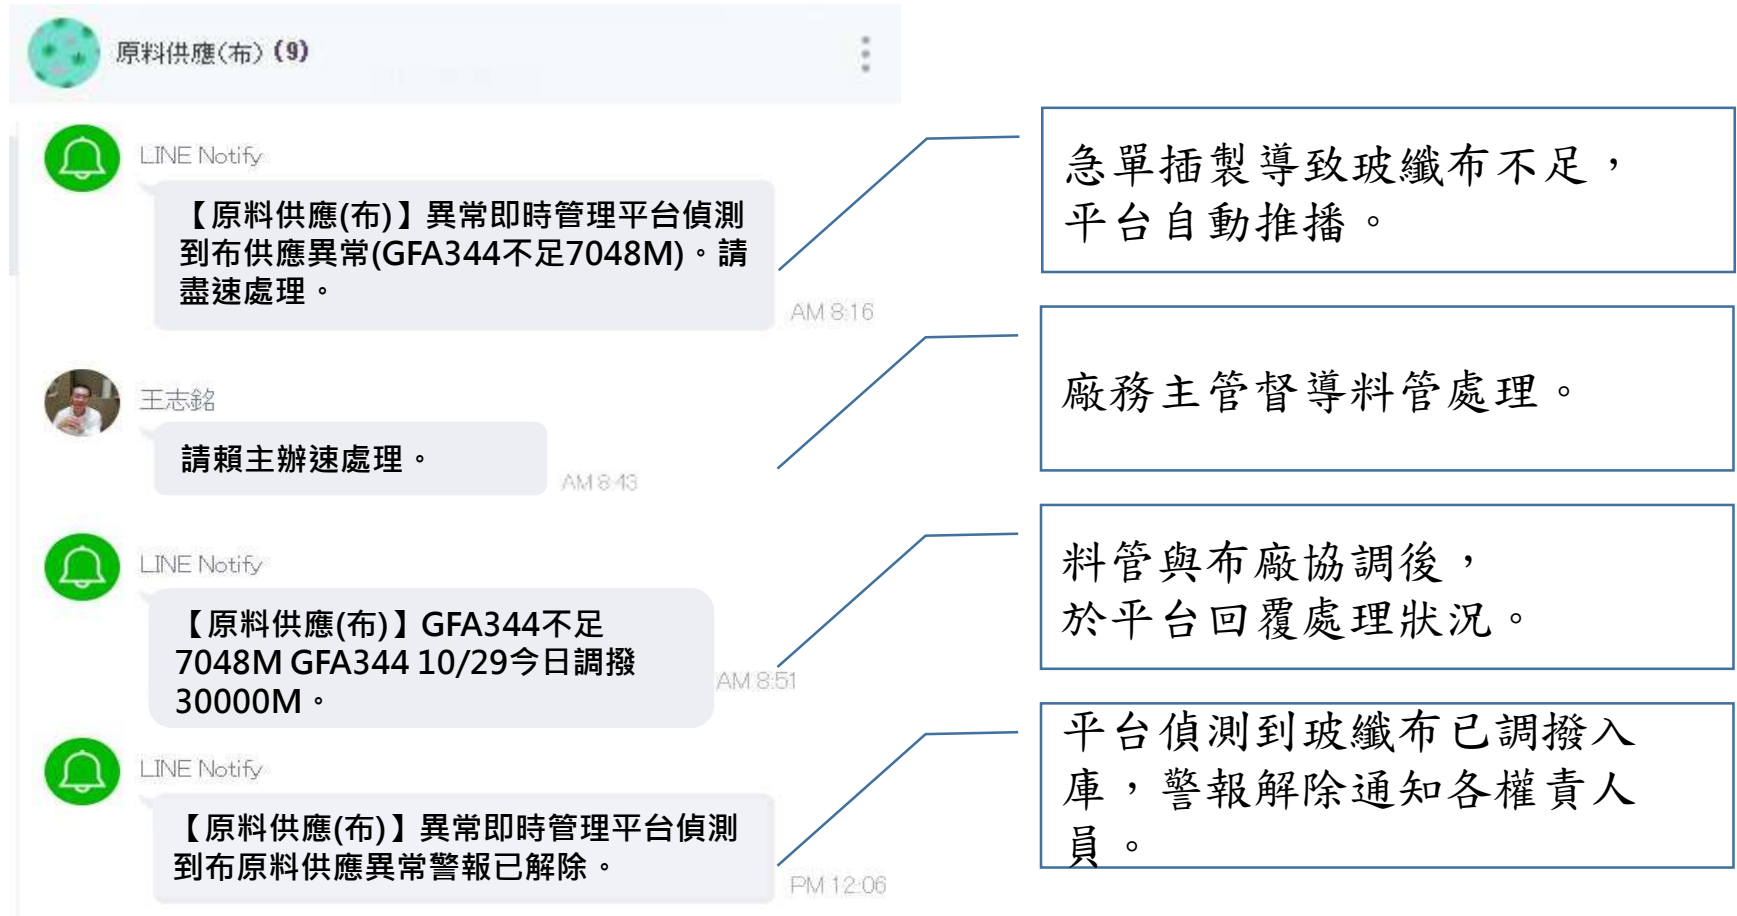 原料供應(布) (9)
LINE Notify
【原料供應(布)】異常即時管理平台偵測
到布供應異常(GFA344不足7048M)。請
盡速處理。
AM 8:16
急單插製導致玻纖布不足，
平台自動推播。
王志銘
請賴主辦速處理。
AM 8:43
廠務主管督導料管處理。
LINE Notify
【原料供應(布)】GFA344不足
7048M GFA344 10/29今日調撥
30000M。
AM 8:51
料管與布廠協調後，
於平台回覆處理狀況。
LINE Notify
【原料供應(布)】異常即時管理平台偵測
到布原料供應異常警報已解除。
PM 12:06
平台偵測到玻纖布已調撥入
庫，警報解除通知各權責人
員。